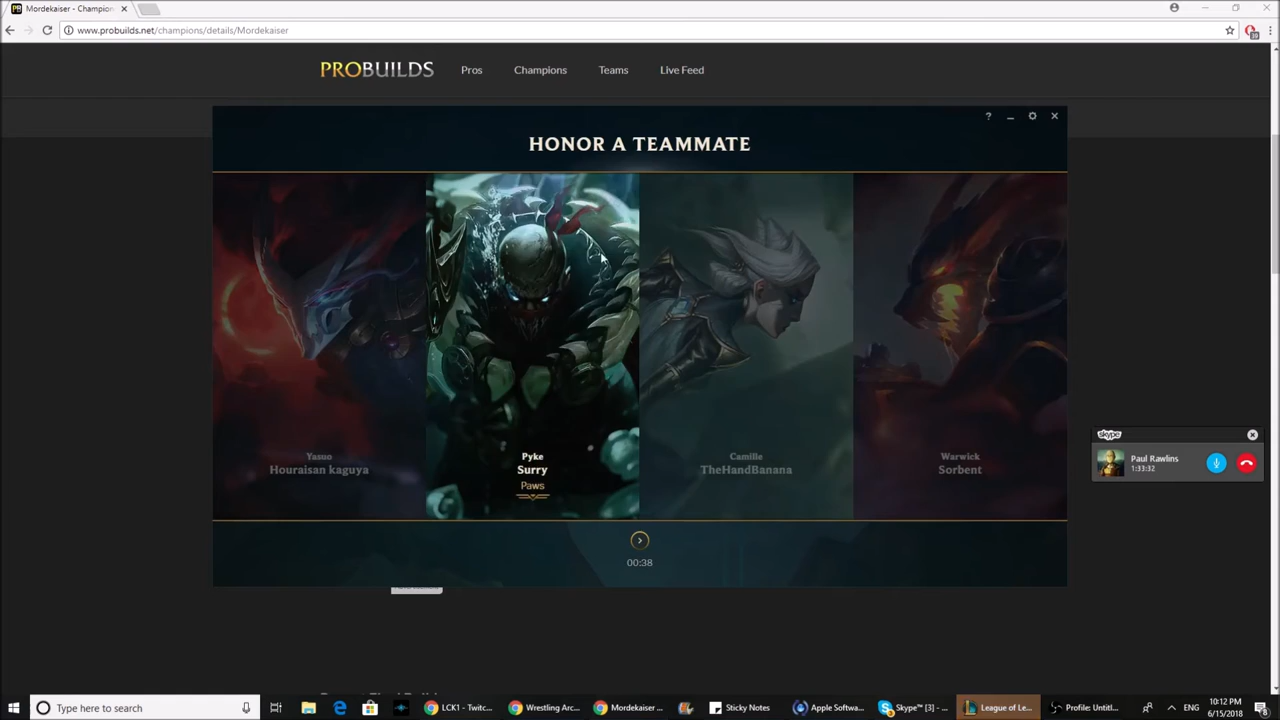 Mordekaiser - Champion
www.probuilds.net/champions/details/Mordekaiser
PROBUILDS
Pros
Champions
Teams
Live Feed
?
HONOR A TEAMMATE
Yasuo
Houraisan kaguya
Pyke
Surry
Paws
Camille
TheHandBanana
Warwick
Sorbent
00:38
skype
Paul Rawlins
1:33:32
Type here to search
LCK1 - Twitc...
Wrestling Arc...
Mordekaiser ...
Sticky Notes
Apple Softwa...
Skype™ [3] - ...
League of Le...
Profile: Untitl...
ENG
10:12 PM
6/15/2018